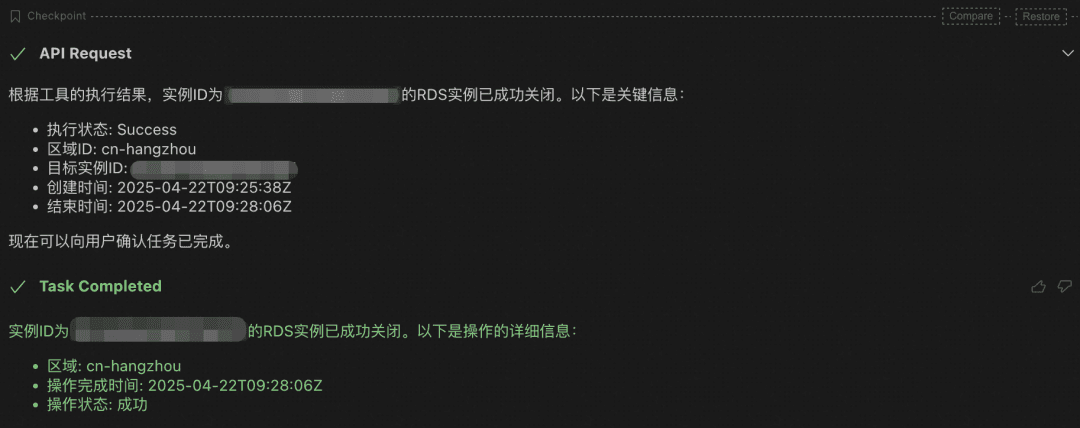 Checkpoint
Compare
Restore
API Request
根据工具的执行结果，实例ID为 的RDS实例已成功关闭。以下是关键信息：
• 执行状态: Success
• 区域ID: cn-hangzhou
• 目标实例ID:
• 创建时间: 2025-04-22T09:25:38Z
• 结束时间: 2025-04-22T09:28:06Z
现在可以向用户确认任务已完成。
Task Completed
实例ID为 的RDS实例已成功关闭。以下是操作的详细信息：
• 区域: cn-hangzhou
• 操作完成时间: 2025-04-22T09:28:06Z
• 操作状态: 成功